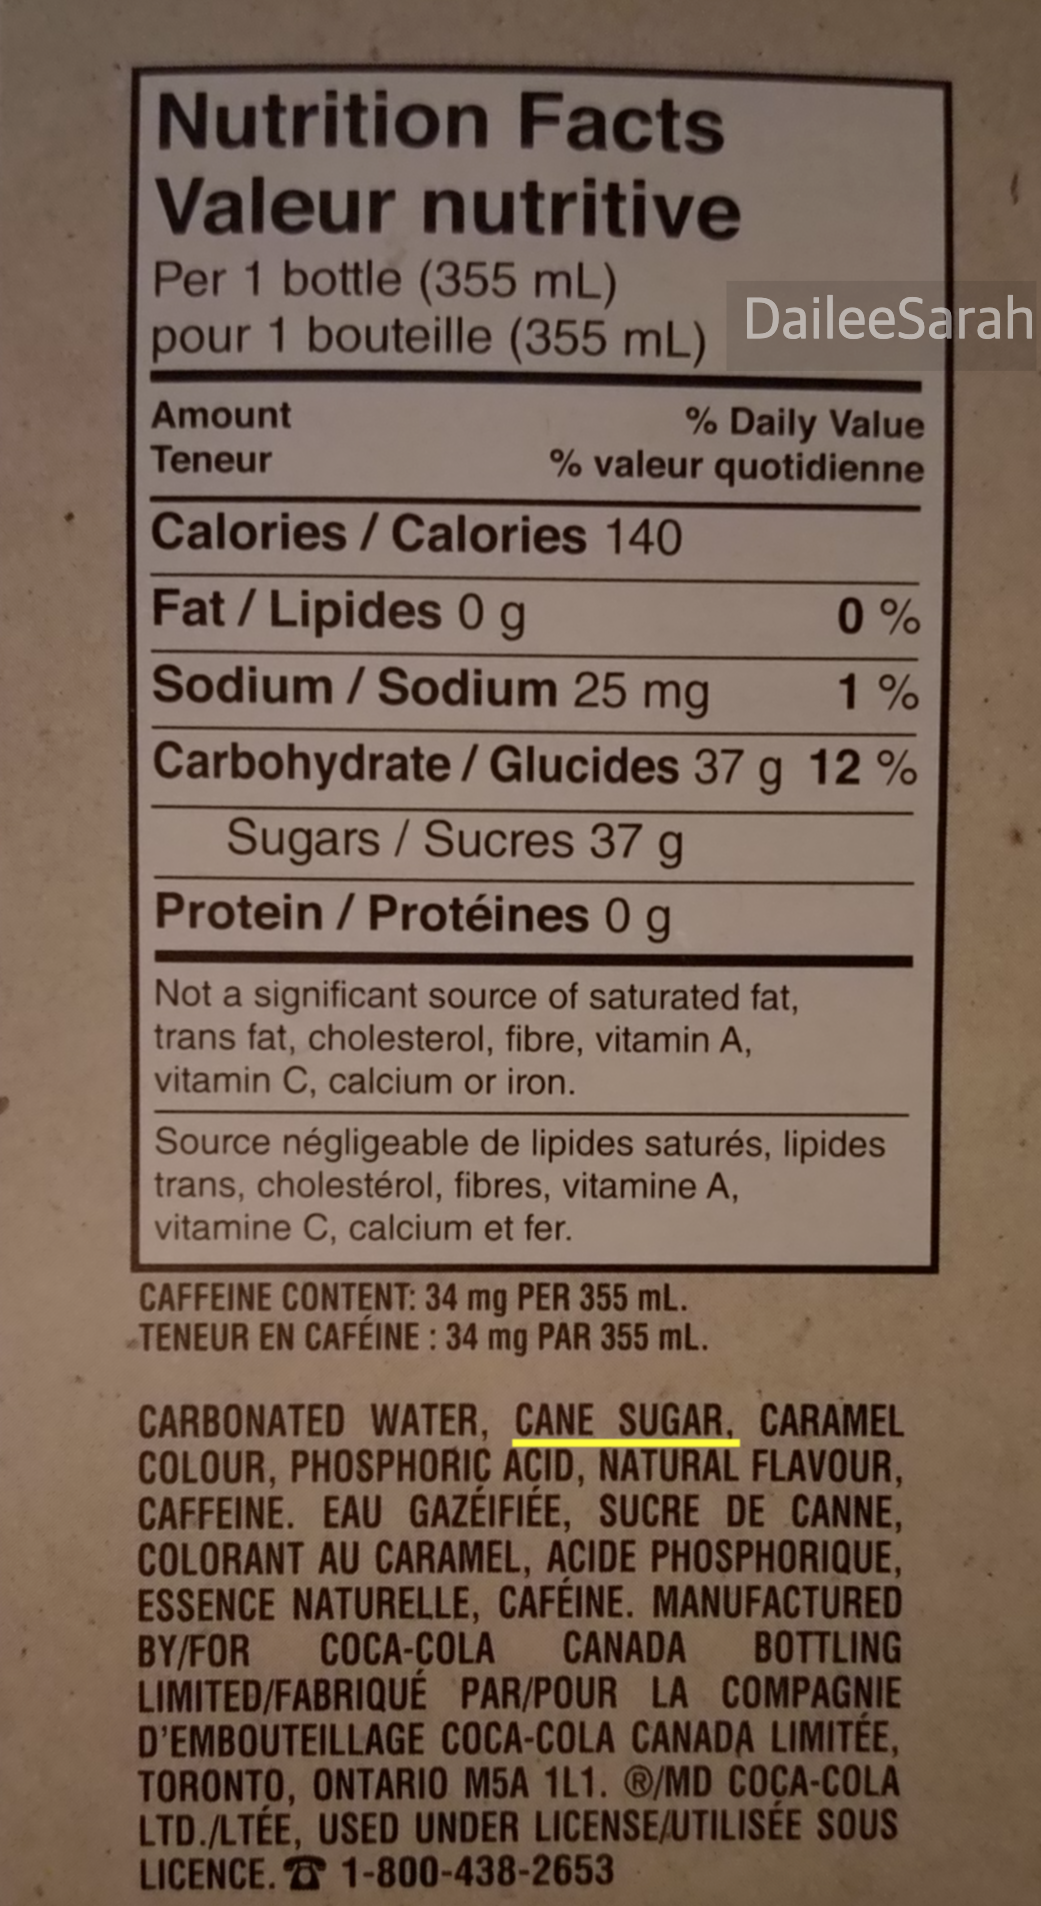 Nutrition Facts
Valeur nutritive
Per 1 bottle (355 mL)
pour 1 bouteille (355 mL)
DaileeSarah
Amount
% Daily Value
Teneur
% valeur quotidienne
Calories / Calories 140
Fat / Lipides 0 g 0 %
Sodium / Sodium 25 mg 1 %
Carbohydrate / Glucides 37 g 12 %
Sugars / Sucres 37 g
Protein / Protéines 0 g
Not a significant source of saturated fat,
trans fat, cholesterol, fibre, vitamin A,
vitamin C, calcium or iron.
Source négligeable de lipides saturés, lipides
trans, cholestérol, fibres, vitamine A,
vitamine C, calcium et fer.
CAFFEINE CONTENT: 34 mg PER 355 mL.
TENEUR EN CAFÉINE : 34 mg PAR 355 mL.
CARBONATED WATER, CANE SUGAR, CARAMEL
COLOUR, PHOSPHORIC ACID, NATURAL FLAVOUR,
CAFFEINE. EAU GAZÉIFIÉE, SUCRE DE CANNE,
COLORANT AU CARAMEL, ACIDE PHOSPHORIQUE,
ESSENCE NATURELLE, CAFÉINE. MANUFACTURED
BY/FOR COCA-COLA CANADA BOTTLING
LIMITED/FABRIQUÉ PAR/POUR LA COMPAGNIE
D'EMBOUTEILLAGE COCA-COLA CANADA LIMITÉE,
TORONTO, ONTARIO M5A 1L1. ®/MD COCA-COLA
LTD./LTÉE, USED UNDER LICENSE/UTILISÉE SOUS
LICENCE. ☎ 1-800-438-2653